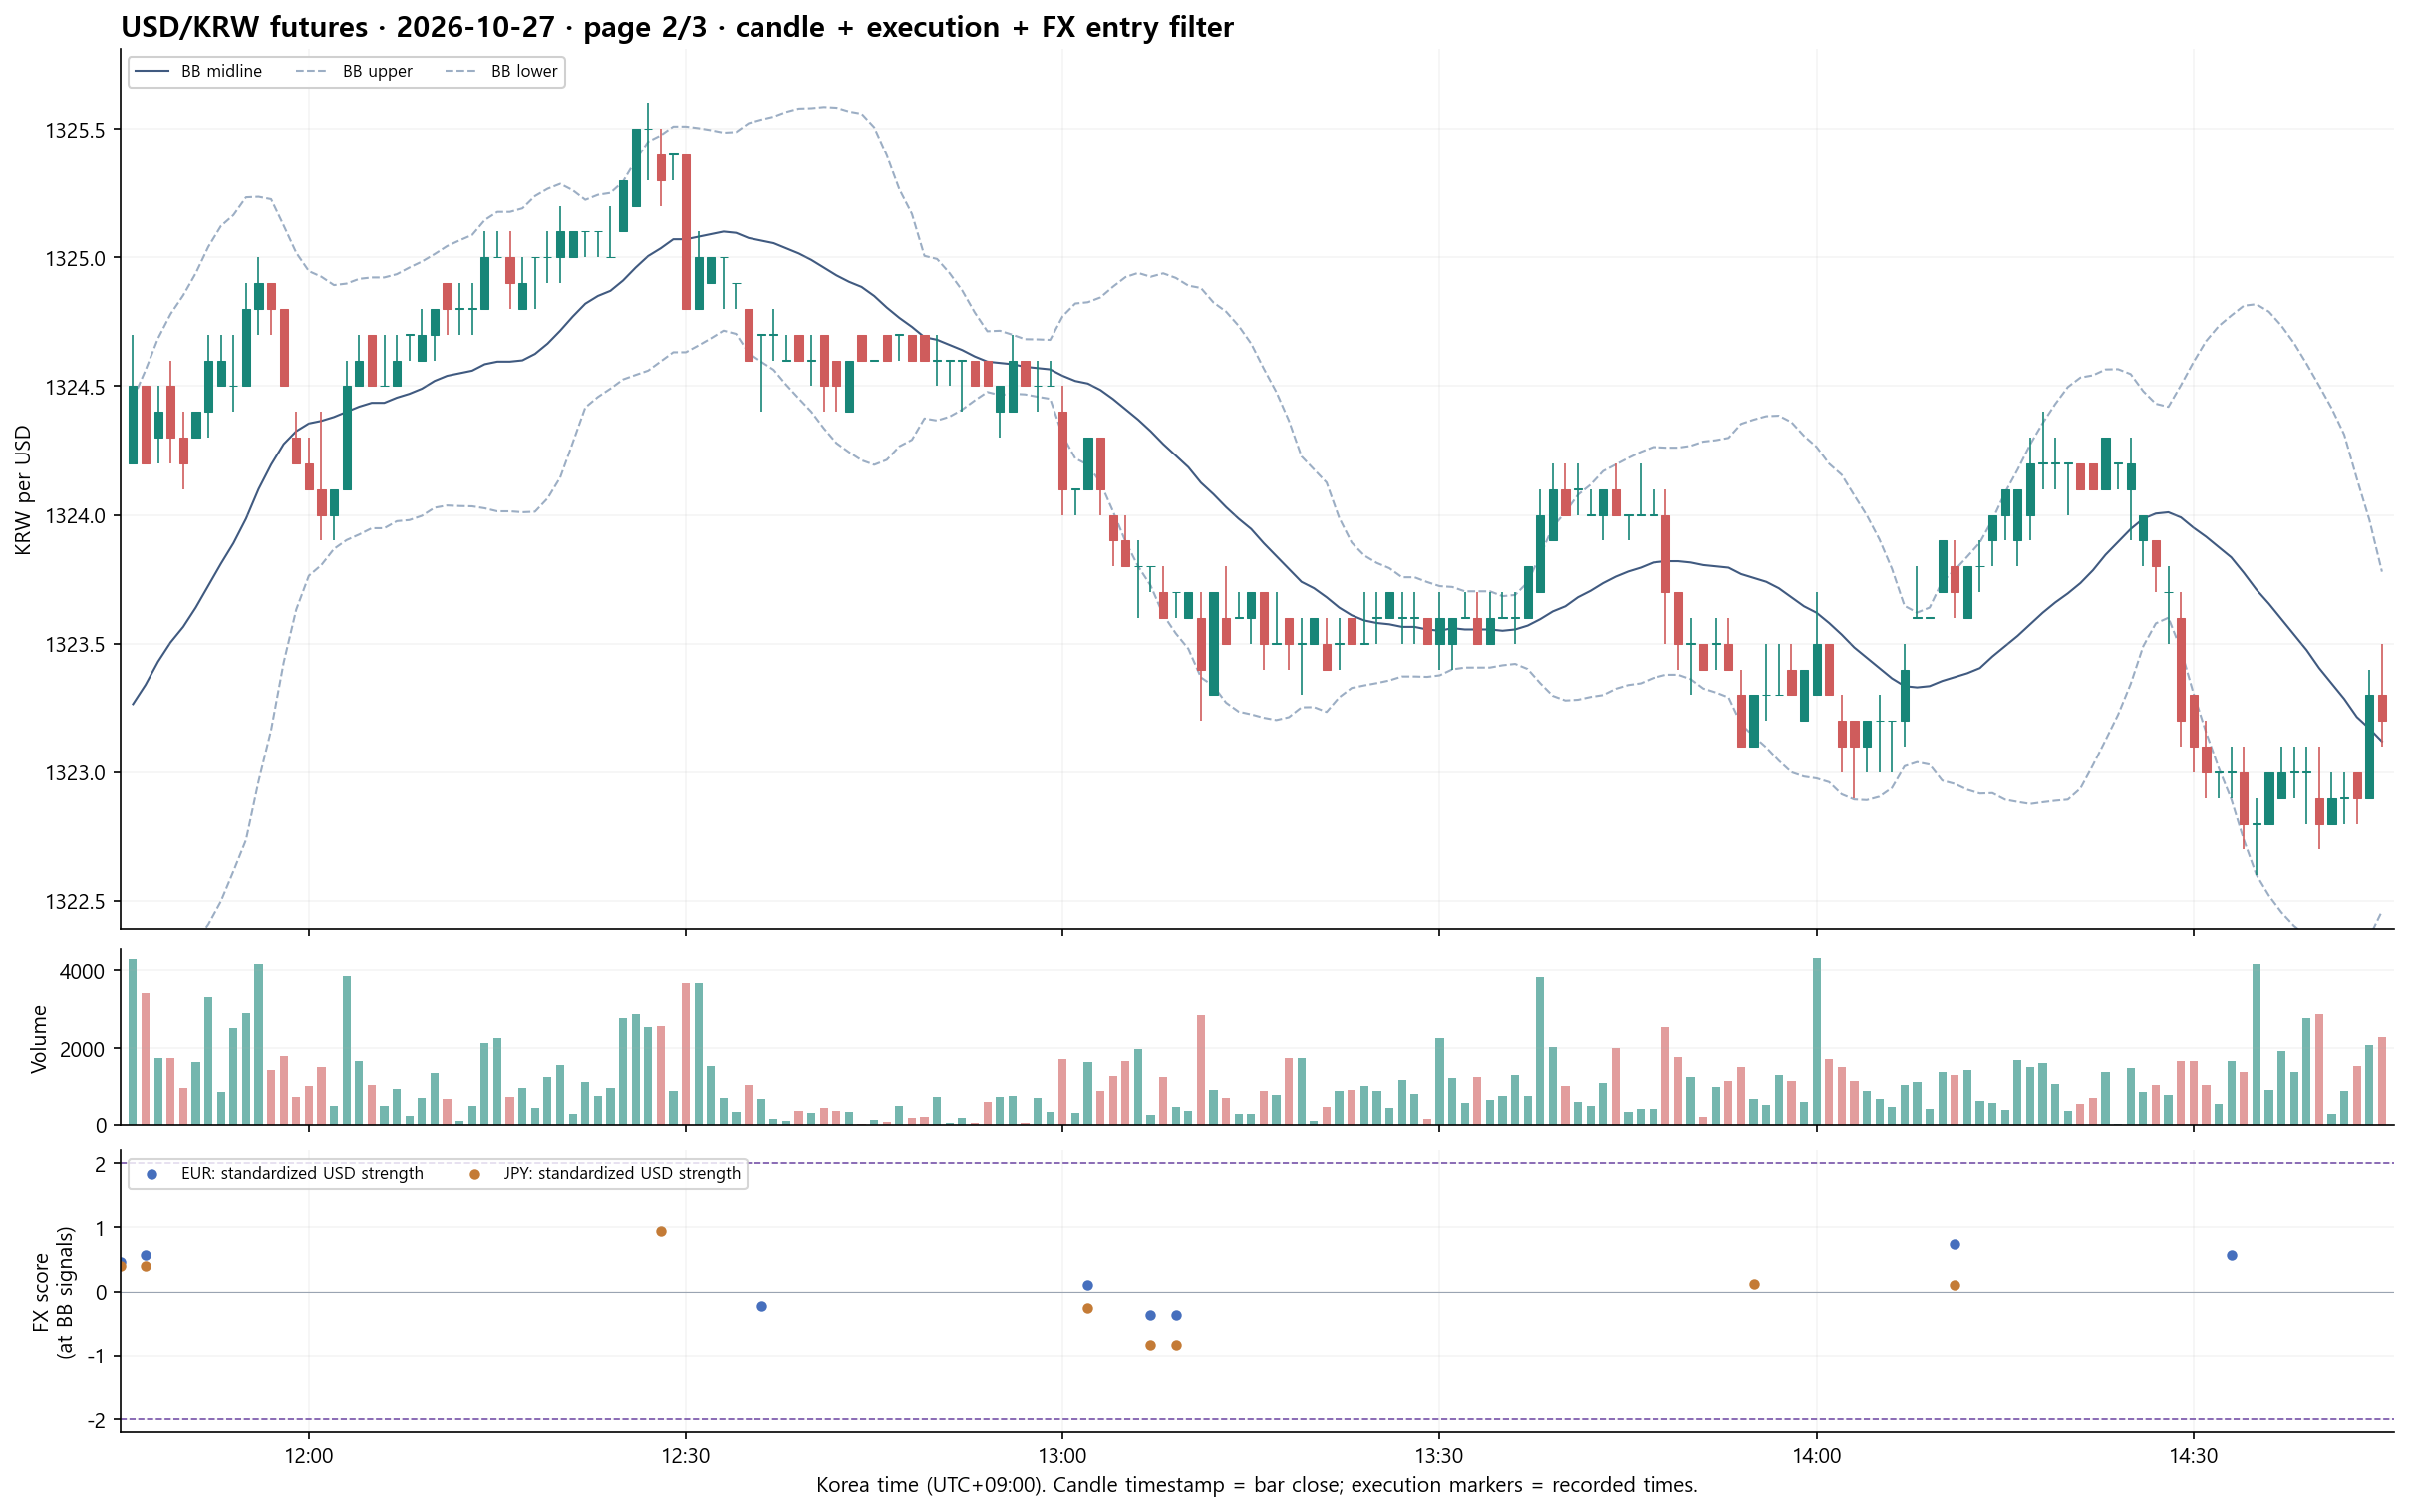 USD/KRW futures · 2026-10-27 · page 2/3 · candle + execution + FX entry filter
BB midline
BB upper
BB lower
KRW per USD
1325.5
1325.0
1324.5
1324.0
1323.5
1323.0
1322.5
Volume
4000
2000
0
EUR: standardized USD strength
JPY: standardized USD strength
FX score
(at BB signals)
2
1
0
-1
-2
12:00
12:30
13:00
13:30
14:00
14:30
Korea time (UTC+09:00). Candle timestamp = bar close; execution markers = recorded times.